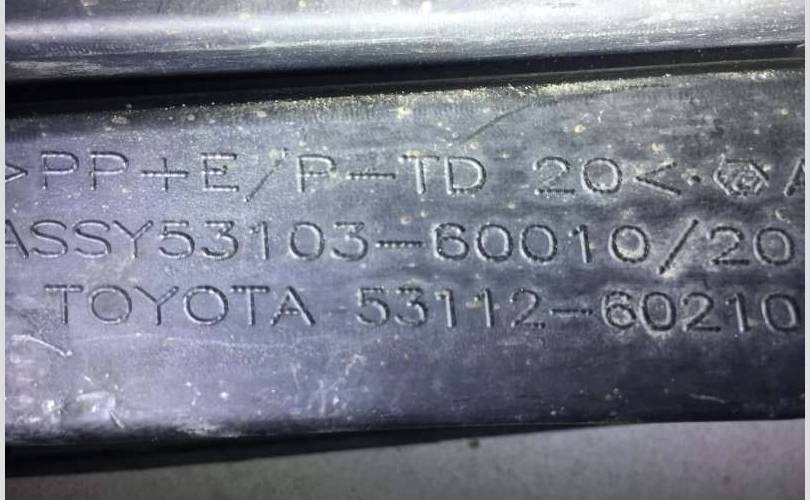 >PP+E/P-TD 20<.
ASSY53103-60010/20
TOYOTA 53112-60210